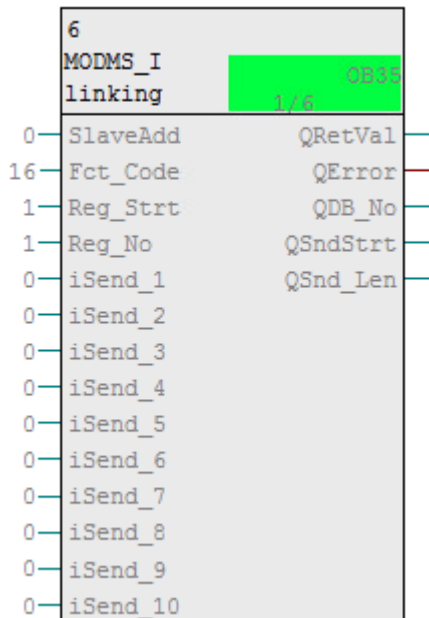 6
MODMS_I
linking
OB35
1/6
0 SlaveAdd QRetVal
16 Fct_Code QError
1 Reg_Strt QDB_No
1 Reg_No QSndStrt
0 iSend_1 QSnd_Len
0 iSend_2
0 iSend_3
0 iSend_4
0 iSend_5
0 iSend_6
0 iSend_7
0 iSend_8
0 iSend_9
0 iSend_10